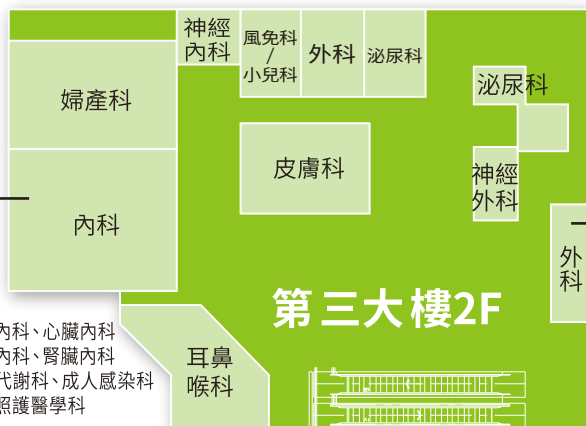 神經
內科
風免科
/
小兒科
外科
泌尿科
泌尿科
婦產科
皮膚科
神經
外科
內科
外
科
第三大樓2F
內科、心臟內科
內科、腎臟內科
代謝科、成人感染科
照護醫學科
耳鼻
喉科